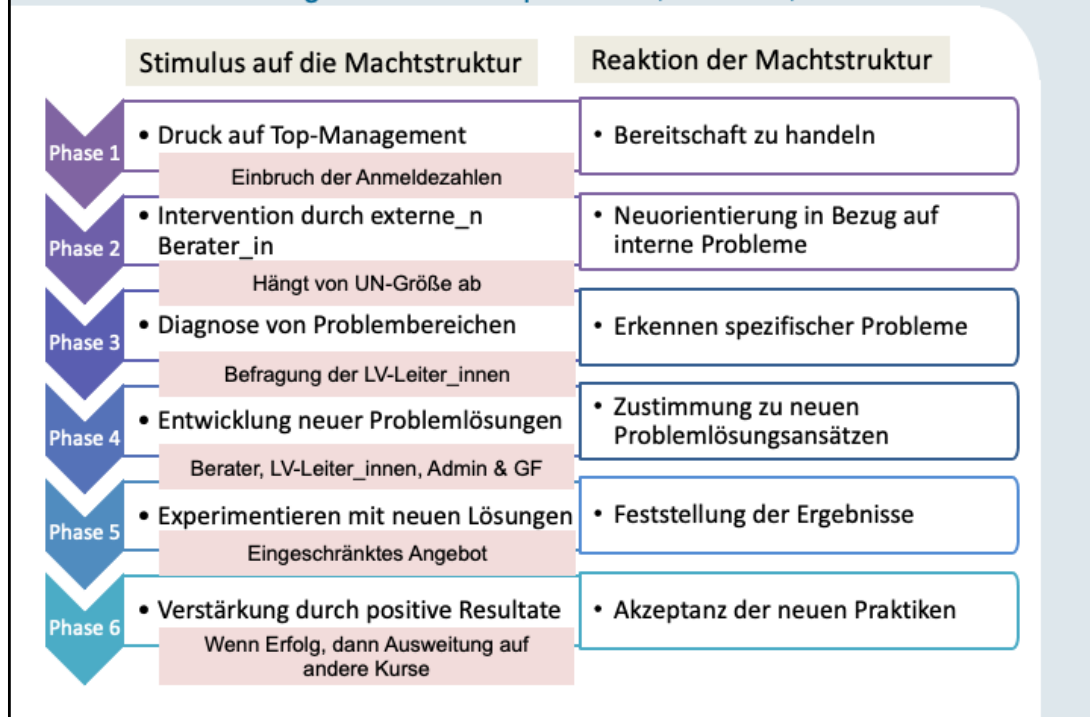 Stimulus auf die Machtstruktur
Reaktion der Machtstruktur
Phase 1
• Druck auf Top-Management
Einbruch der Anmeldezahlen
• Bereitschaft zu handeln
Phase 2
• Intervention durch externe_n
Berater_in
Hängt von UN-Größe ab
• Neuorientierung in Bezug auf
interne Probleme
Phase 3
• Diagnose von Problembereichen
Befragung der LV-Leiter_innen
• Erkennen spezifischer Probleme
Phase 4
• Entwicklung neuer Problemlösungen
Berater, LV-Leiter_innen, Admin & GF
• Zustimmung zu neuen
Problemlösungsansätzen
Phase 5
• Experimentieren mit neuen Lösungen
Eingeschränktes Angebot
• Feststellung der Ergebnisse
Phase 6
• Verstärkung durch positive Resultate
Wenn Erfolg, dann Ausweitung auf
andere Kurse
• Akzeptanz der neuen Praktiken